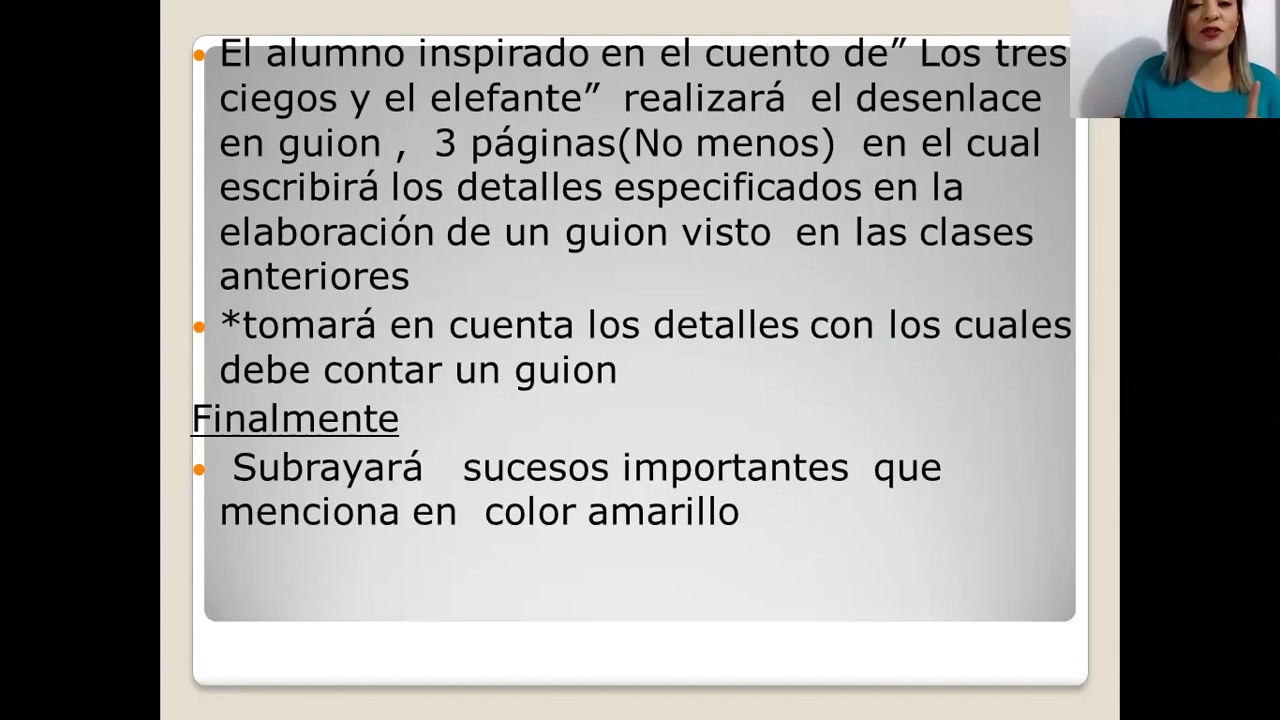 El alumno inspirado en el cuento de” Los tres
ciegos y el elefante” realizará el desenlace
en guion , 3 páginas(No menos) en el cual
escribirá los detalles especificados en la
elaboración de un guion visto en las clases
anteriores
*tomará en cuenta los detalles con los cuales
debe contar un guion
Finalmente
Subrayará sucesos importantes que
menciona en color amarillo